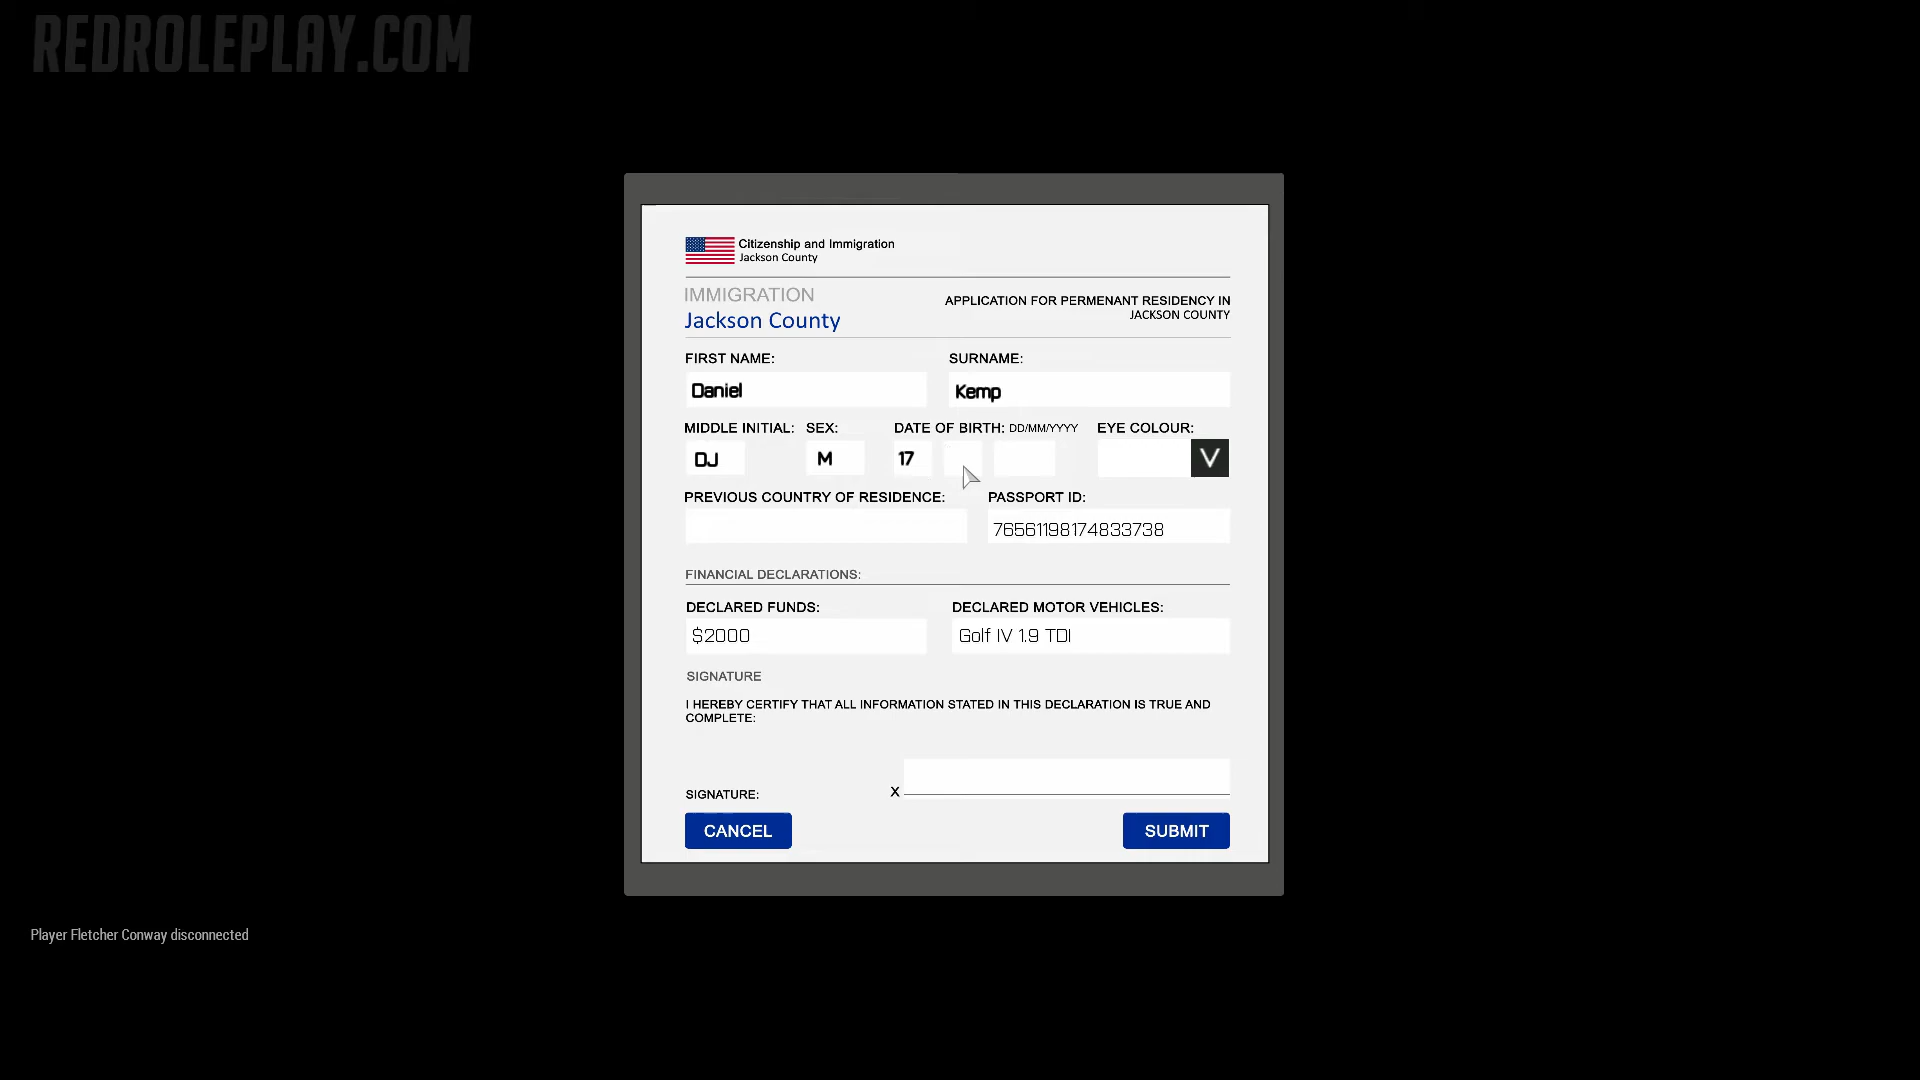 REDROLEPLAY.COM
Citizenship and Immigration
Jackson County
IMMIGRATION
Jackson County
APPLICATION FOR PERMENANT RESIDENCY IN
JACKSON COUNTY
FIRST NAME: SURNAME:
Daniel Kemp
MIDDLE INITIAL: SEX: DATE OF BIRTH: DD/MM/YYYY EYE COLOUR:
DJ M 17 V
PREVIOUS COUNTRY OF RESIDENCE: PASSPORT ID:
76561198174833738
FINANCIAL DECLARATIONS:
DECLARED FUNDS: DECLARED MOTOR VEHICLES:
$2000 Golf IV 1.9 TDI
SIGNATURE
I HEREBY CERTIFY THAT ALL INFORMATION STATED IN THIS DECLARATION IS TRUE AND
COMPLETE:
SIGNATURE: X
CANCEL SUBMIT
Player Fletcher Conway disconnected